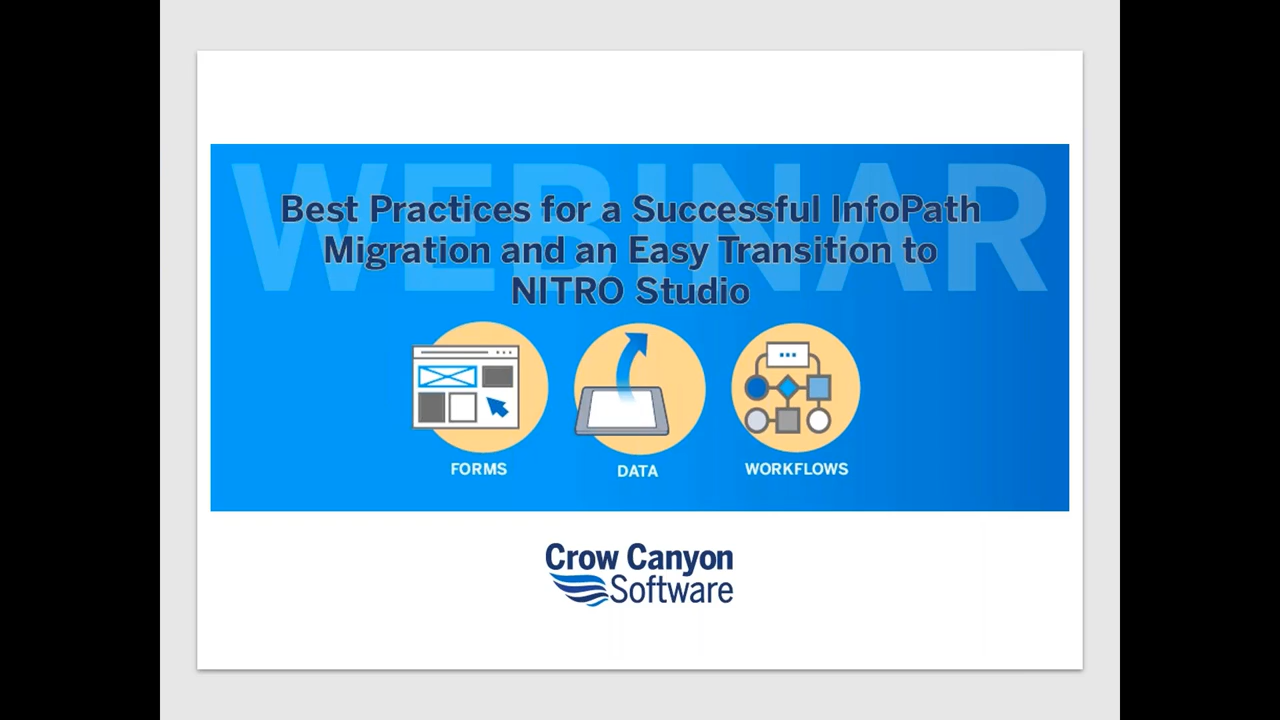 WEBINAR
Best Practices for a Successful InfoPath
Migration and an Easy Transition to
NITRO Studio
FORMS
DATA
WORKFLOWS
Crow Canyon
Software